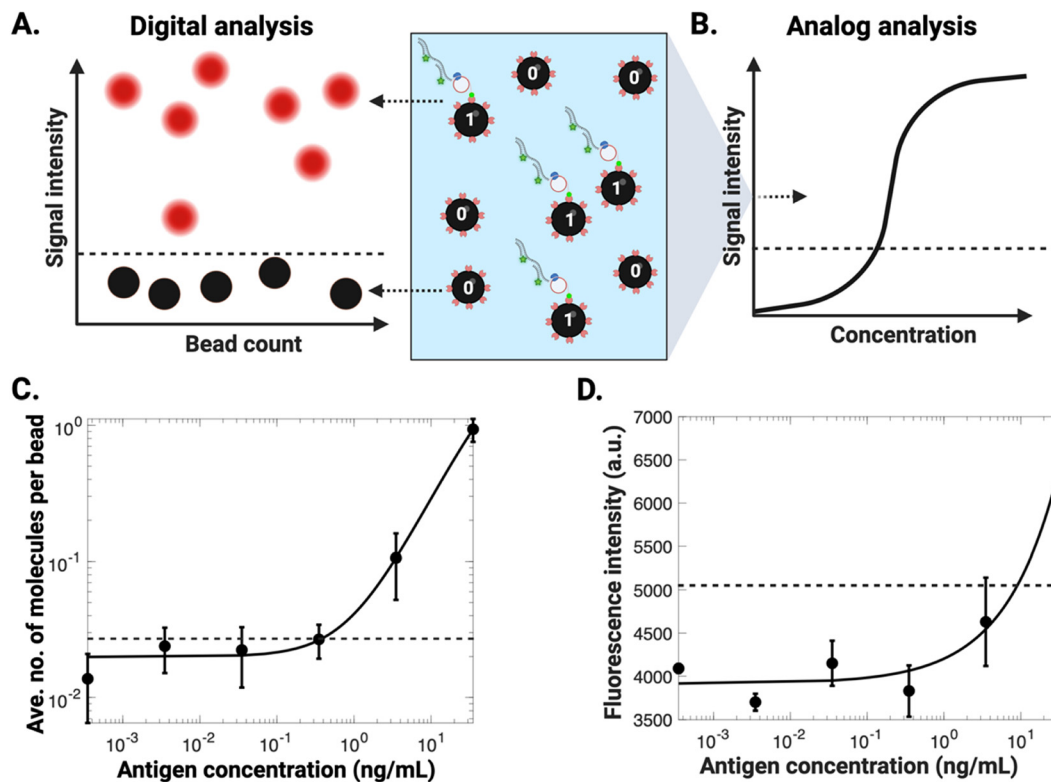 A.
Digital analysis
Signal intensity
Bead count
1
0
0
1
0
1
0
0
1
B.
Analog analysis
Signal intensity
Concentration
C.
Ave. no. of molecules per bead
10^0
10^-1
10^-2
10^-3
10^-2
10^-1
10^0
10^1
Antigen concentration (ng/mL)
D.
Fluorescence intensity (a.u.)
7000
6500
6000
5500
5000
4500
4000
3500
10^-3
10^-2
10^-1
10^0
10^1
Antigen concentration (ng/mL)